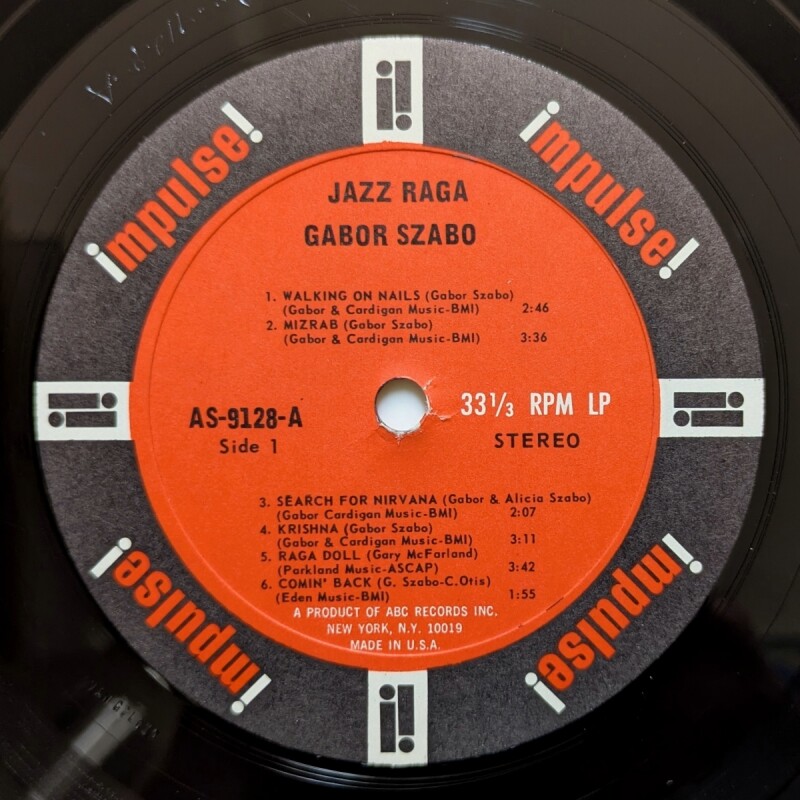 impulse!
impulse!
JAZZ RAGA
GABOR SZABO
1. WALKING ON NAILS (Gabor Szabo)
(Gabor & Cardigan Music-BMI) 2:46
2. MIZRAB (Gabor Szabo)
(Gabor & Cardigan Music-BMI) 3:36
AS-9128-A
Side 1
33⅓ RPM LP
STEREO
3. SEARCH FOR NIRVANA (Gabor & Alicia Szabo)
(Gabor Cardigan Music-BMI) 2:07
4. KRISHNA (Gabor Szabo)
(Gabor & Cardigan Music-BMI) 3:11
5. RAGA DOLL (Gary McFarland)
(Parkland Music-ASCAP) 3:42
6. COMIN' BACK (G. Szabo-C.Otis)
(Eden Music-BMI) 1:55
A PRODUCT OF ABC RECORDS INC.
NEW YORK, N.Y. 10019
MADE IN U.S.A.
impulse!
impulse!